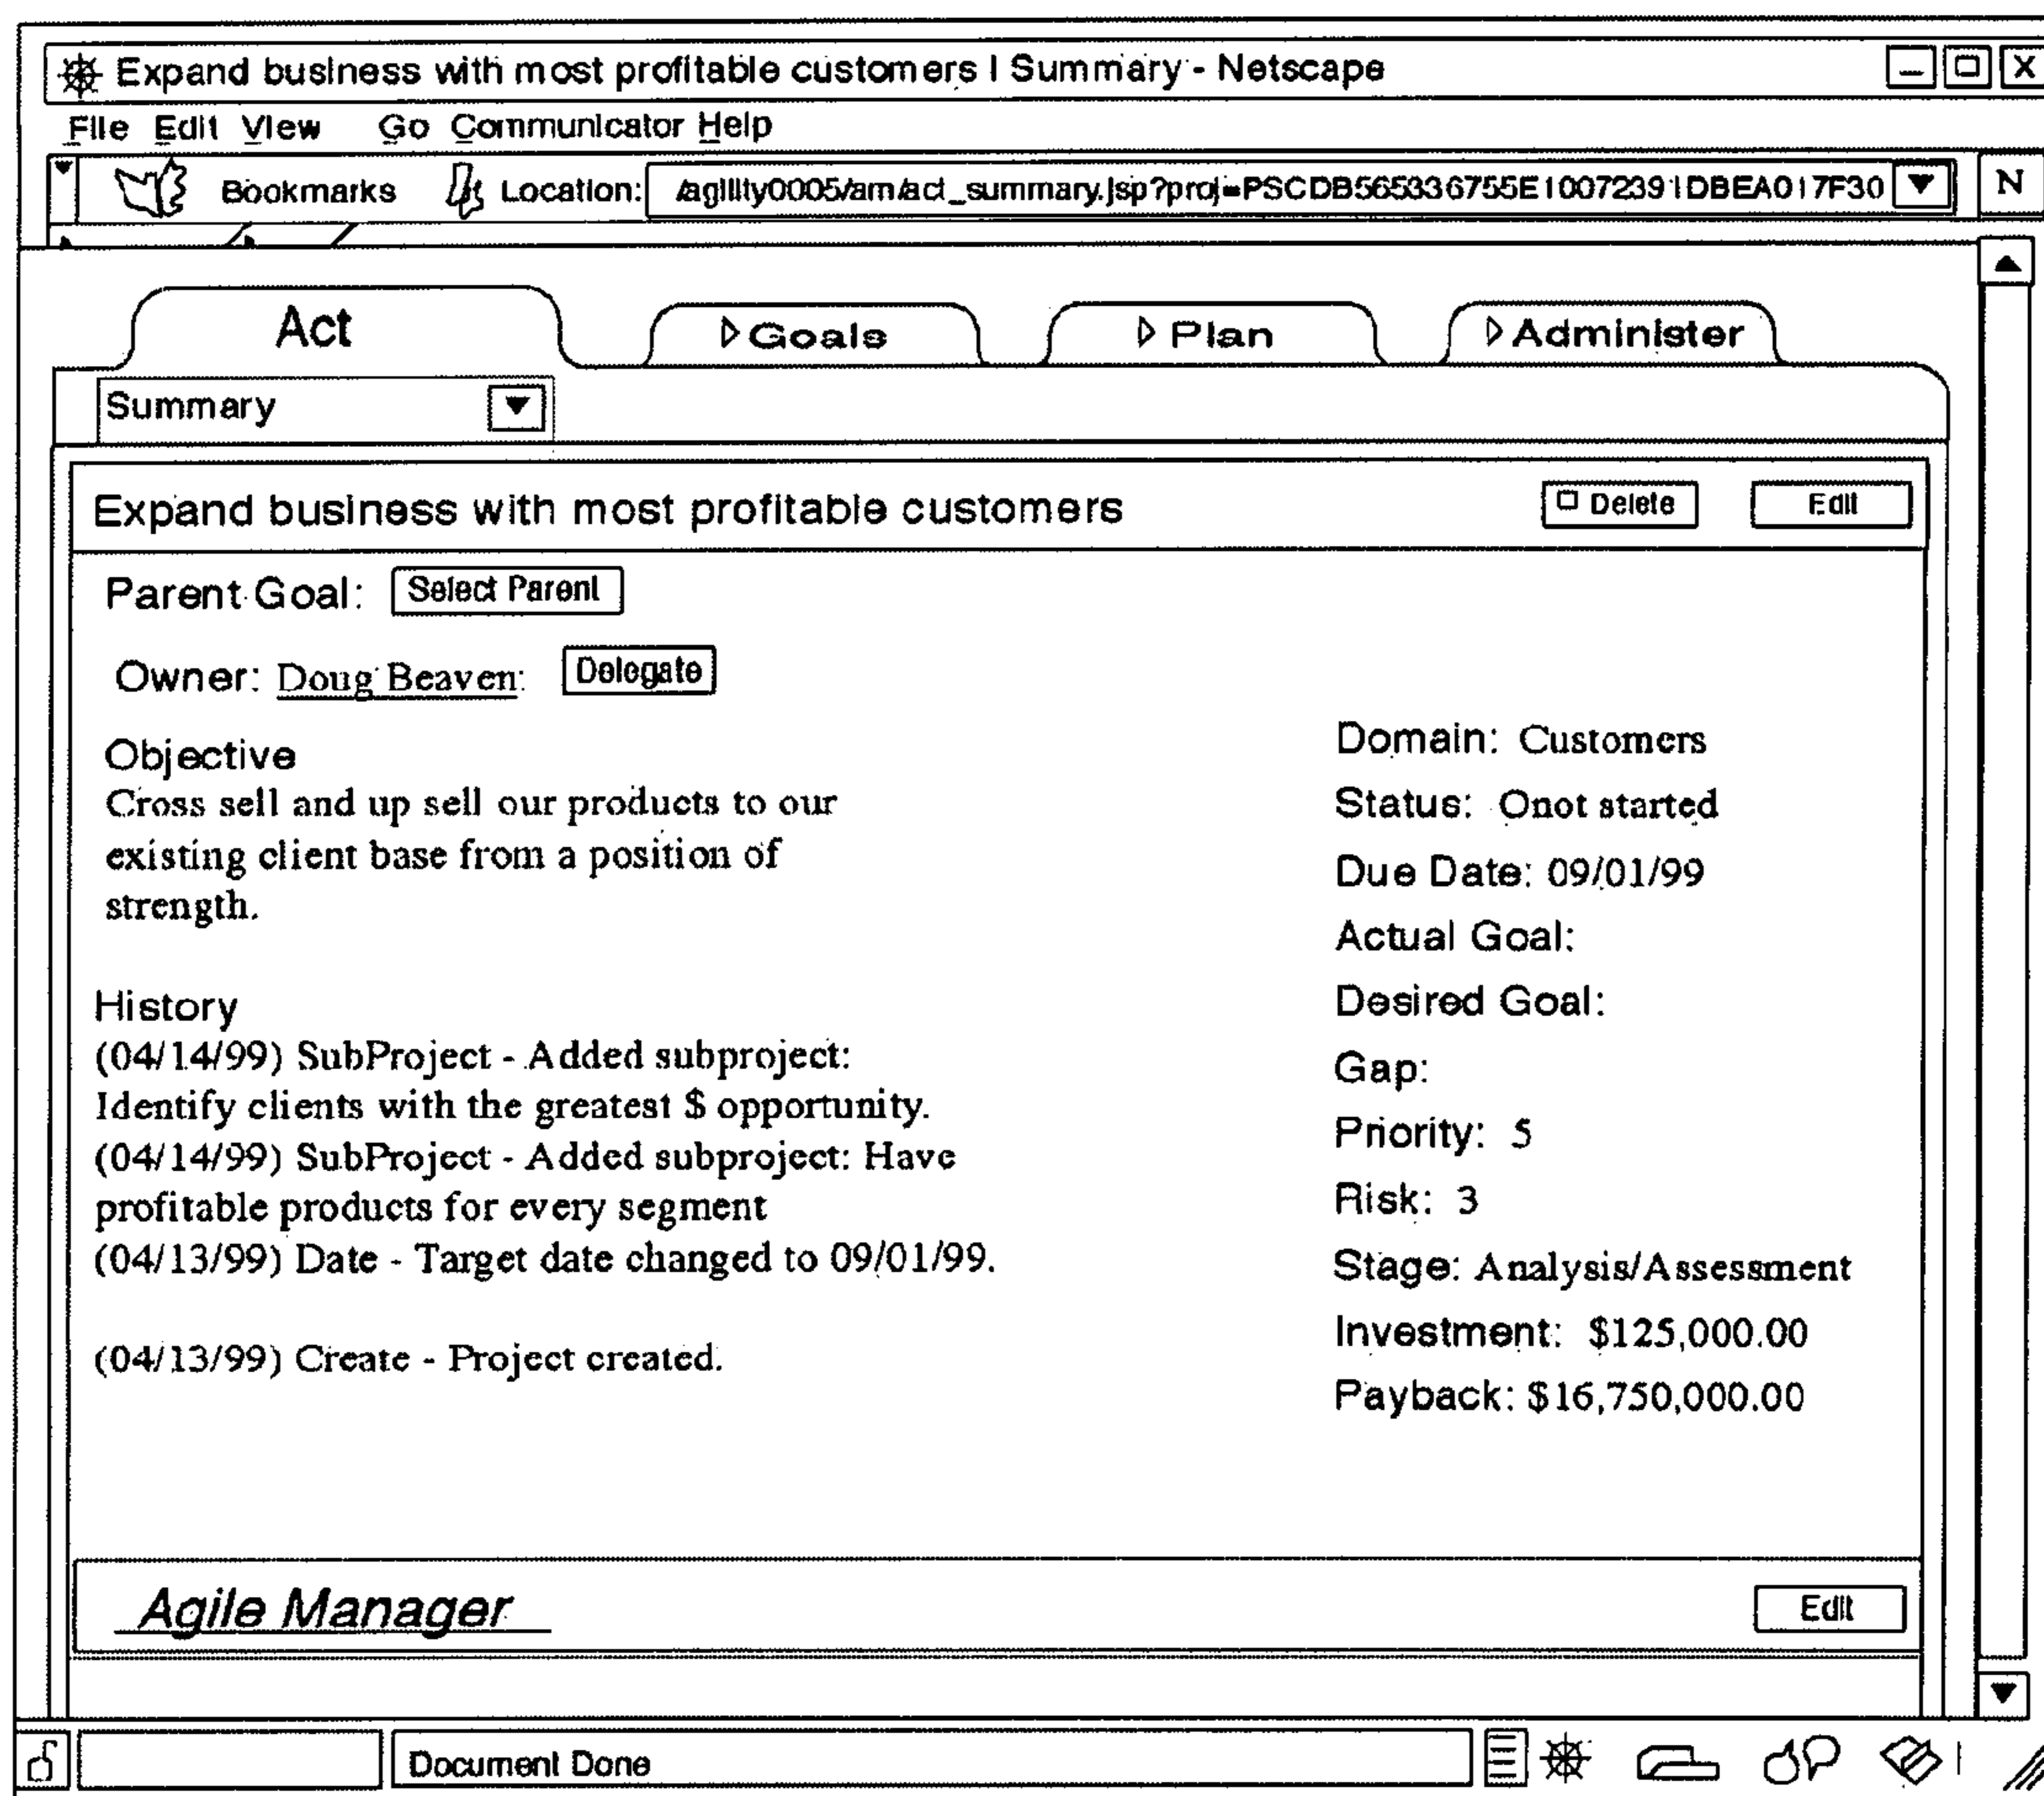 Expand business with most profitable customers | Summary - Netscape
File Edit View Go Communicator Help
Bookmarks Location: /agility0005/am/act_summary.jsp?proj=PSCDB565336755E10072391DBEA017F30 N
Act Goals Plan Administer
Summary
Expand business with most profitable customers Delete Edit
Parent Goal: Select Parent
Owner: Doug Beaven: Delegate
Objective
Cross sell and up sell our products to our
existing client base from a position of
strength.
History
(04/14/99) SubProject - Added subproject:
Identify clients with the greatest $ opportunity.
(04/14/99) SubProject - Added subproject: Have
profitable products for every segment
(04/13/99) Date - Target date changed to 09/01/99.
(04/13/99) Create - Project created.
Domain: Customers
Status: Onot started
Due Date: 09/01/99
Actual Goal:
Desired Goal:
Gap:
Priority: 5
Risk: 3
Stage: Analysis/Assessment
Investment: $125,000.00
Payback: $16,750,000.00
Agile Manager Edit
Document Done